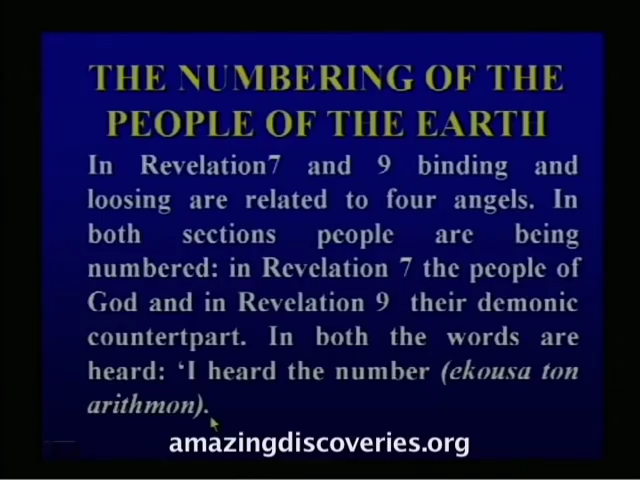 THE NUMBERING OF THE
PEOPLE OF THE EARTH
In Revelation7 and 9 binding and
loosing are related to four angels. In
both sections people are being
numbered: in Revelation 7 the people of
God and in Revelation 9 their demonic
countertpart. In both the words are
heard: ‘I heard the number (ekousa ton
arithmon).
amazingdiscoveries.org